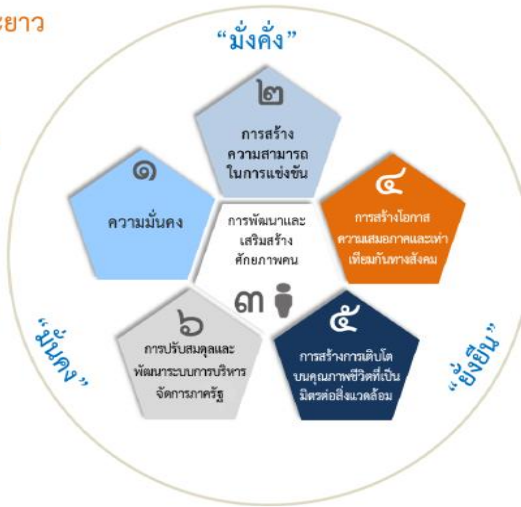 ะยาว
“มั่งคั่ง”
๒
การสร้าง
ความสามารถ
ในการแข่งขัน
๑
ความมั่นคง
๔
การสร้างโอกาส
ความเสมอภาคและเท่า
เทียมกันทางสังคม
การพัฒนาและ
เสริมสร้าง
ศักยภาพคน
๓
๖
การปรับสมดุลและ
พัฒนาระบบการบริหาร
จัดการภาครัฐ
๕
การสร้างการเติบโต
บนคุณภาพชีวิตที่เป็น
มิตรต่อสิ่งแวดล้อม
“มั่นคง”
“ยั่งยืน”